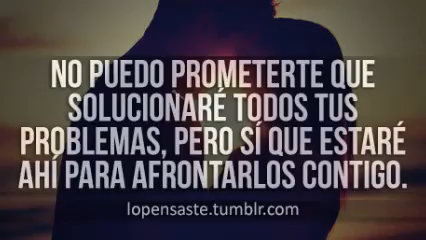 NO PUEDO PROMETERTE QUE
SOLUCIONARÉ TODOS TUS
PROBLEMAS, PERO SÍ QUE ESTARÉ
AHÍ PARA AFRONTARLOS CONTIGO.
lopensaste.tumblr.com